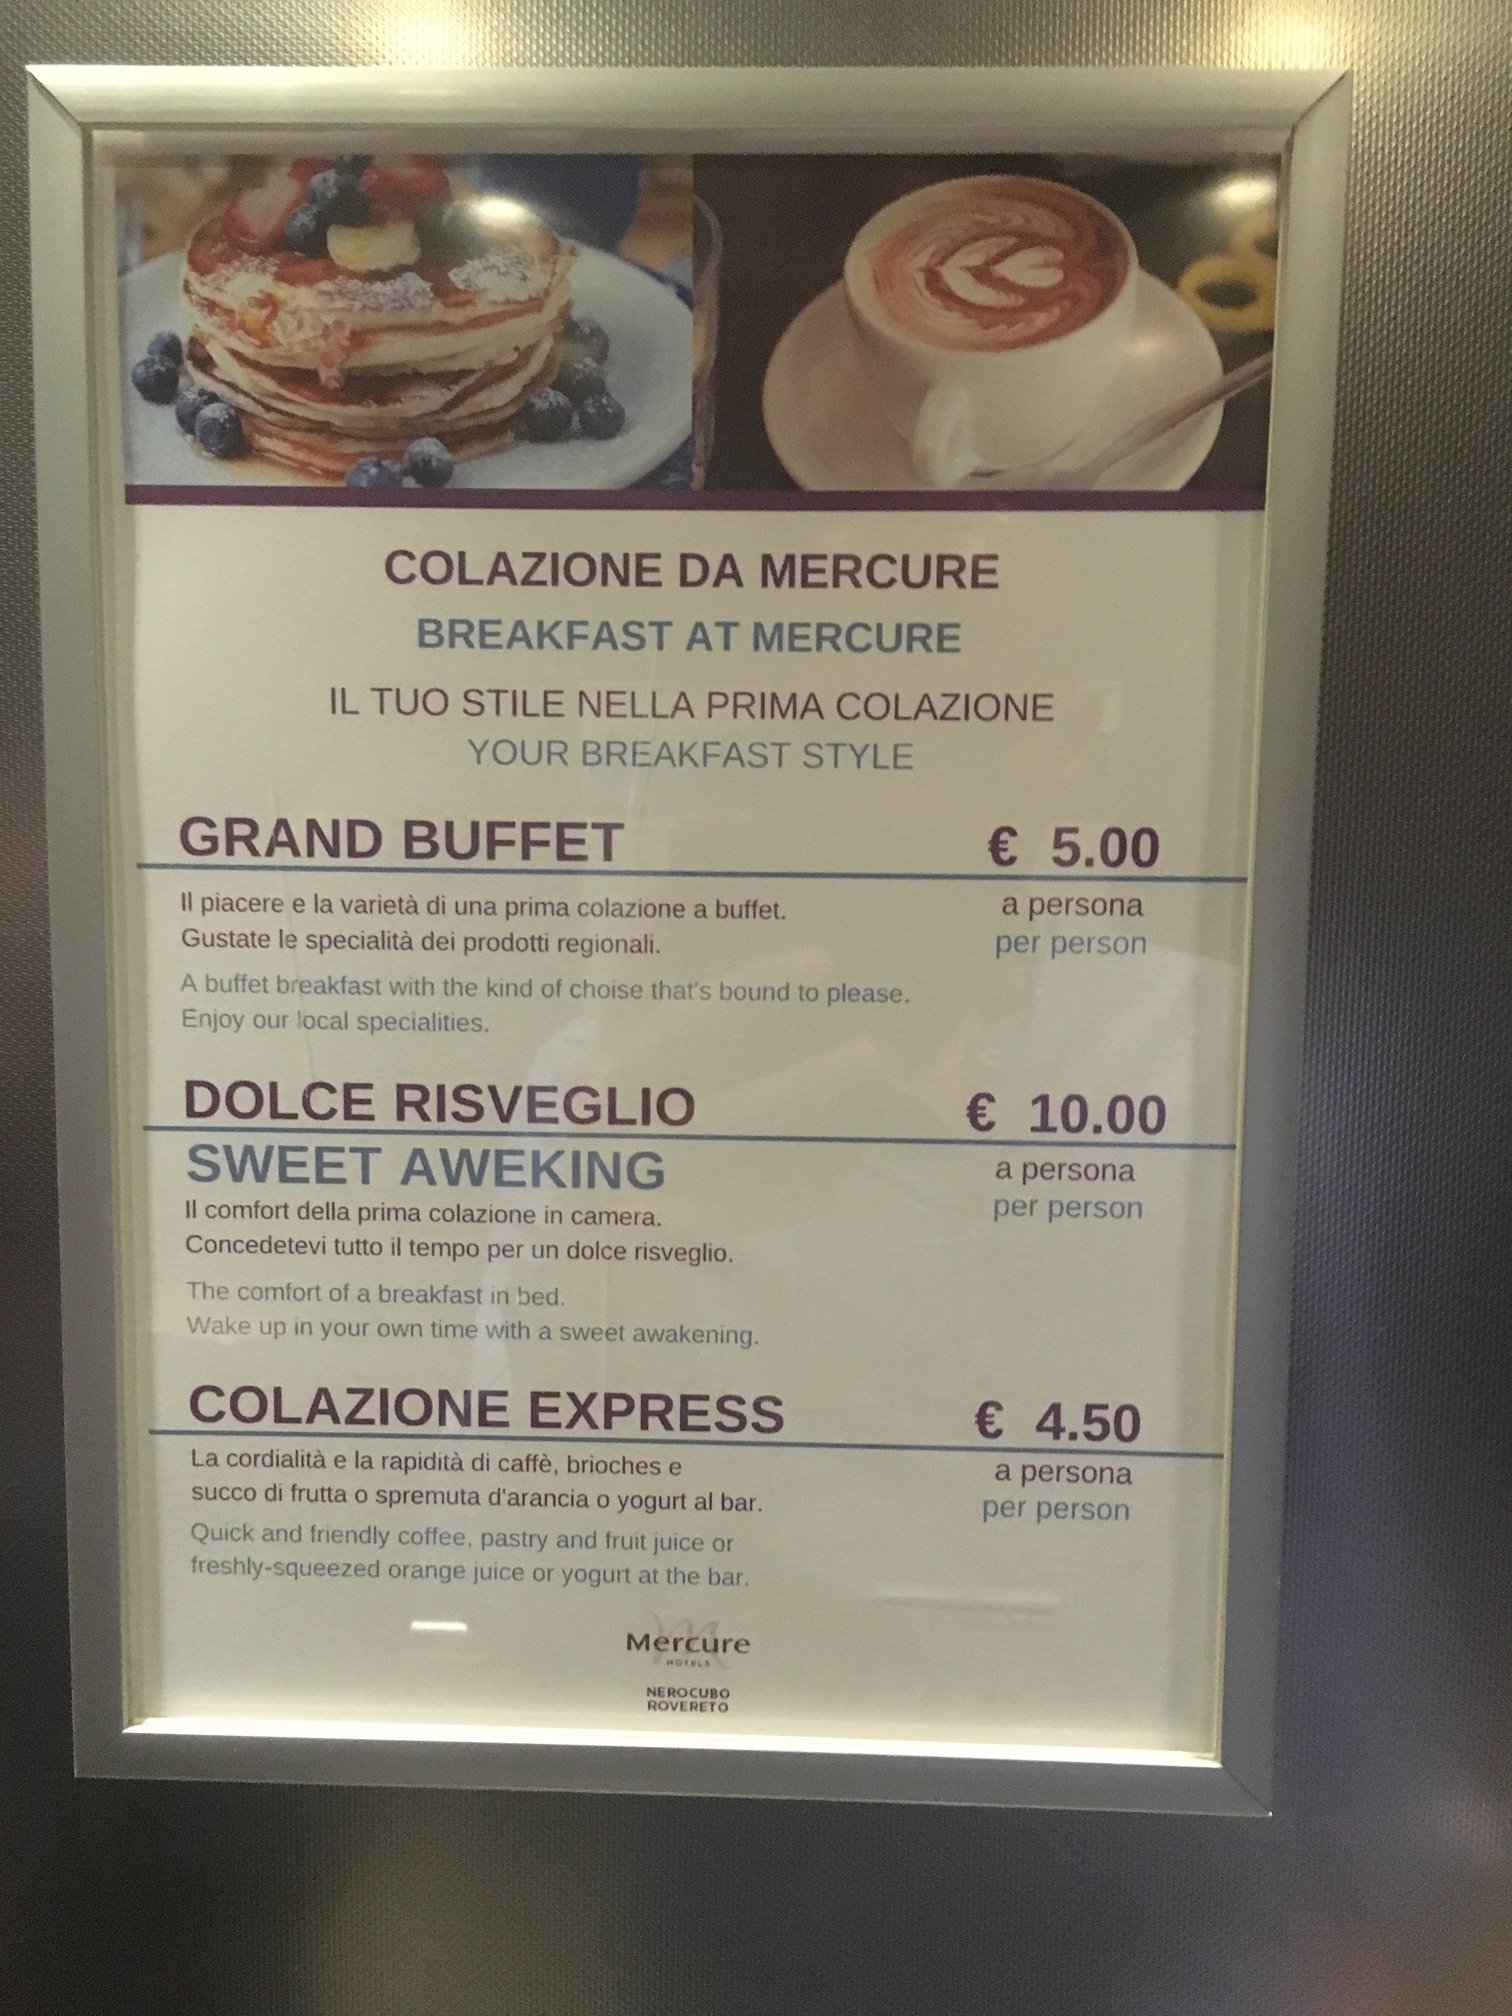 COLAZIONE DA MERCURE
BREAKFAST AT MERCURE
IL TUO STILE NELLA PRIMA COLAZIONE
YOUR BREAKFAST STYLE
GRAND BUFFET € 5.00
Il piacere e la varietà di una prima colazione a buffet. a persona
Gustate le specialità dei prodotti regionali. per person
A buffet breakfast with the kind of choise that's bound to please.
Enjoy our local specialities.
DOLCE RISVEGLIO € 10.00
SWEET AWEKING a persona
Il comfort della prima colazione in camera. per person
Concedetevi tutto il tempo per un dolce risveglio.
The comfort of a breakfast in bed.
Wake up in your own time with a sweet awakening.
COLAZIONE EXPRESS € 4.50
La cordialità e la rapidità di caffè, brioches e a persona
succo di frutta o spremuta d'arancia o yogurt al bar. per person
Quick and friendly coffee, pastry and fruit juice or
freshly-squeezed orange juice or yogurt at the bar.
Mercure
HOTELS
NEROCUBO
ROVERETO